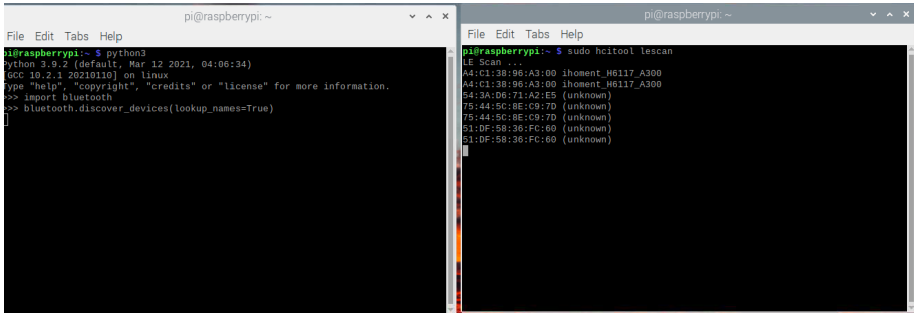 pi@raspberrypi: ~
File Edit Tabs Help
pi@raspberrypi:~ $ python3
Python 3.9.2 (default, Mar 12 2021, 04:06:34)
[GCC 10.2.1 20210110] on linux
Type "help", "copyright", "credits" or "license" for more information.
>>> import bluetooth
>>> bluetooth.discover_devices(lookup_names=True)
pi@raspberrypi: ~
File Edit Tabs Help
pi@raspberrypi:~ $ sudo hcitool lescan
LE Scan ...
A4:C1:38:96:A3:00 ihoment_H6117_A300
A4:C1:38:96:A3:00 ihoment_H6117_A300
54:3A:D6:71:A2:E5 (unknown)
75:44:5C:8E:C9:7D (unknown)
75:44:5C:8E:C9:7D (unknown)
51:DF:58:36:FC:60 (unknown)
51:DF:58:36:FC:60 (unknown)